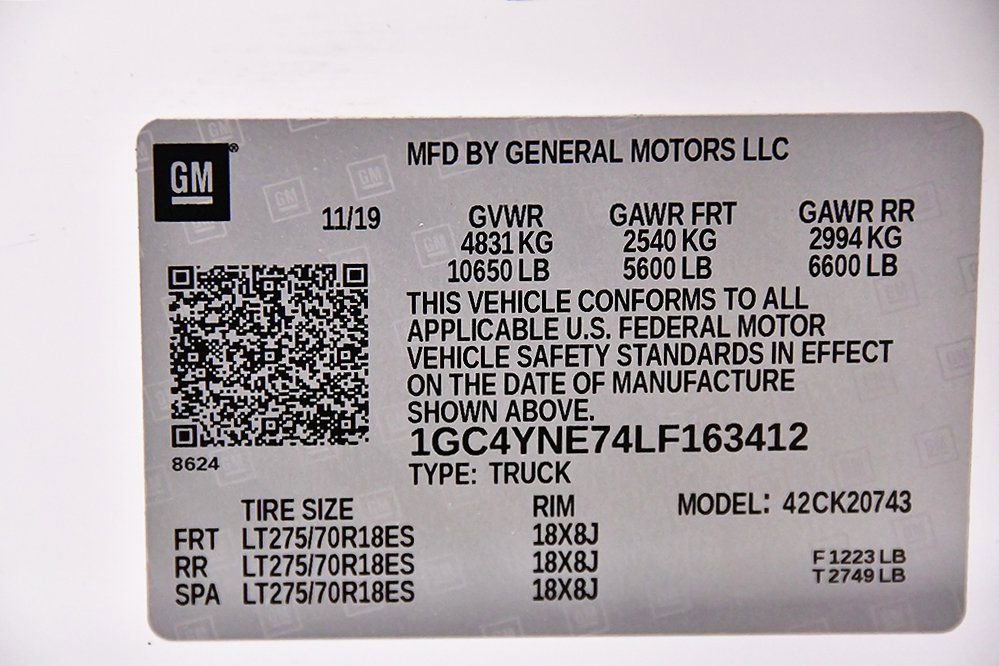 GM®
MFD BY GENERAL MOTORS LLC
11/19
GVWR GAWR FRT GAWR RR
4831 KG 2540 KG 2994 KG
10650 LB 5600 LB 6600 LB
THIS VEHICLE CONFORMS TO ALL
APPLICABLE U.S. FEDERAL MOTOR
VEHICLE SAFETY STANDARDS IN EFFECT
ON THE DATE OF MANUFACTURE
SHOWN ABOVE.
1GC4YNE74LF163412
8624
TYPE: TRUCK
TIRE SIZE RIM MODEL: 42CK20743
FRT LT275/70R18ES 18X8J
RR LT275/70R18ES 18X8J
SPA LT275/70R18ES 18X8J
F 1223 LB
T 2749 LB